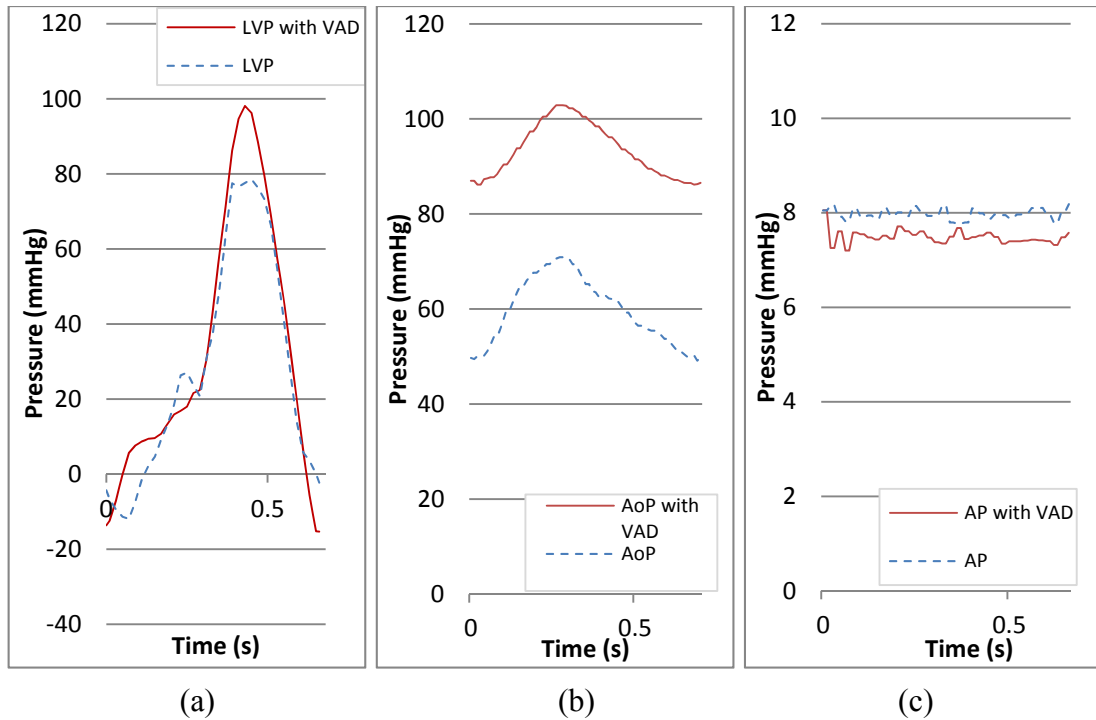 120
100
80
60
40
20
0
-20
-40
Pressure (mmHg)
0
0.5
Time (s)
LVP with VAD
LVP
(a)
120
100
80
60
40
20
0
Pressure (mmHg)
0
0.5
Time (s)
AoP with
VAD
AoP
(b)
12
10
8
6
4
2
0
Pressure (mmHg)
0
0.5
Time (s)
AP with VAD
AP
(c)